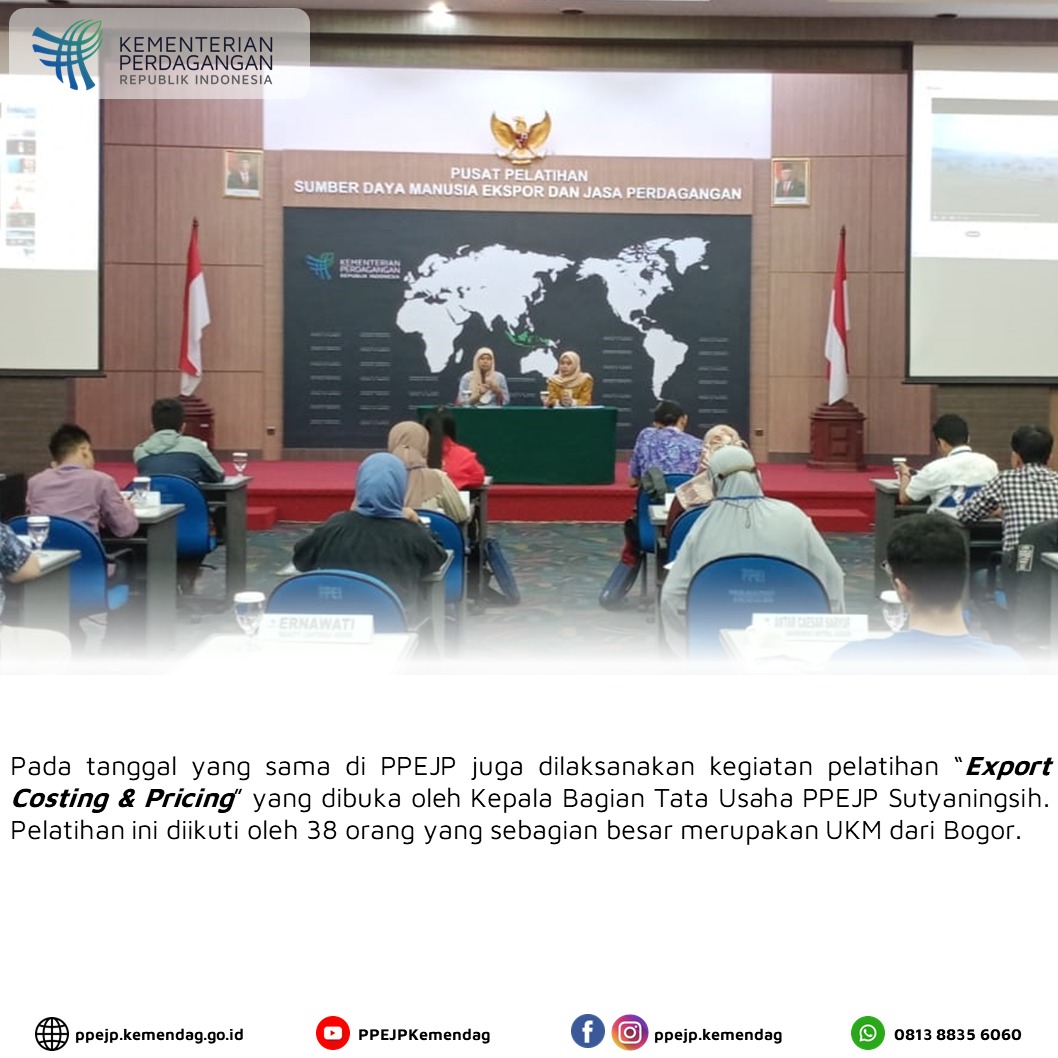 KEMENTERIAN
PERDAGANGAN
REPUBLIK INDONESIA
PUSAT PELATIHAN
SUMBER DAYA MANUSIA EKSPOR DAN JASA PERDAGANGAN
KEMENTERIAN
PERDAGANGAN
REPUBLIK INDONESIA
PPEI
PPEI
ERNAWATI
Pada tanggal yang sama di PPEJP juga dilaksanakan kegiatan pelatihan “Export
Costing & Pricing” yang dibuka oleh Kepala Bagian Tata Usaha PPEJP Sutyaningsih.
Pelatihan ini diikuti oleh 38 orang yang sebagian besar merupakan UKM dari Bogor.
ppejp.kemendag.go.id
PPEJPKemendag
ppejp.kemendag
0813 8835 6060